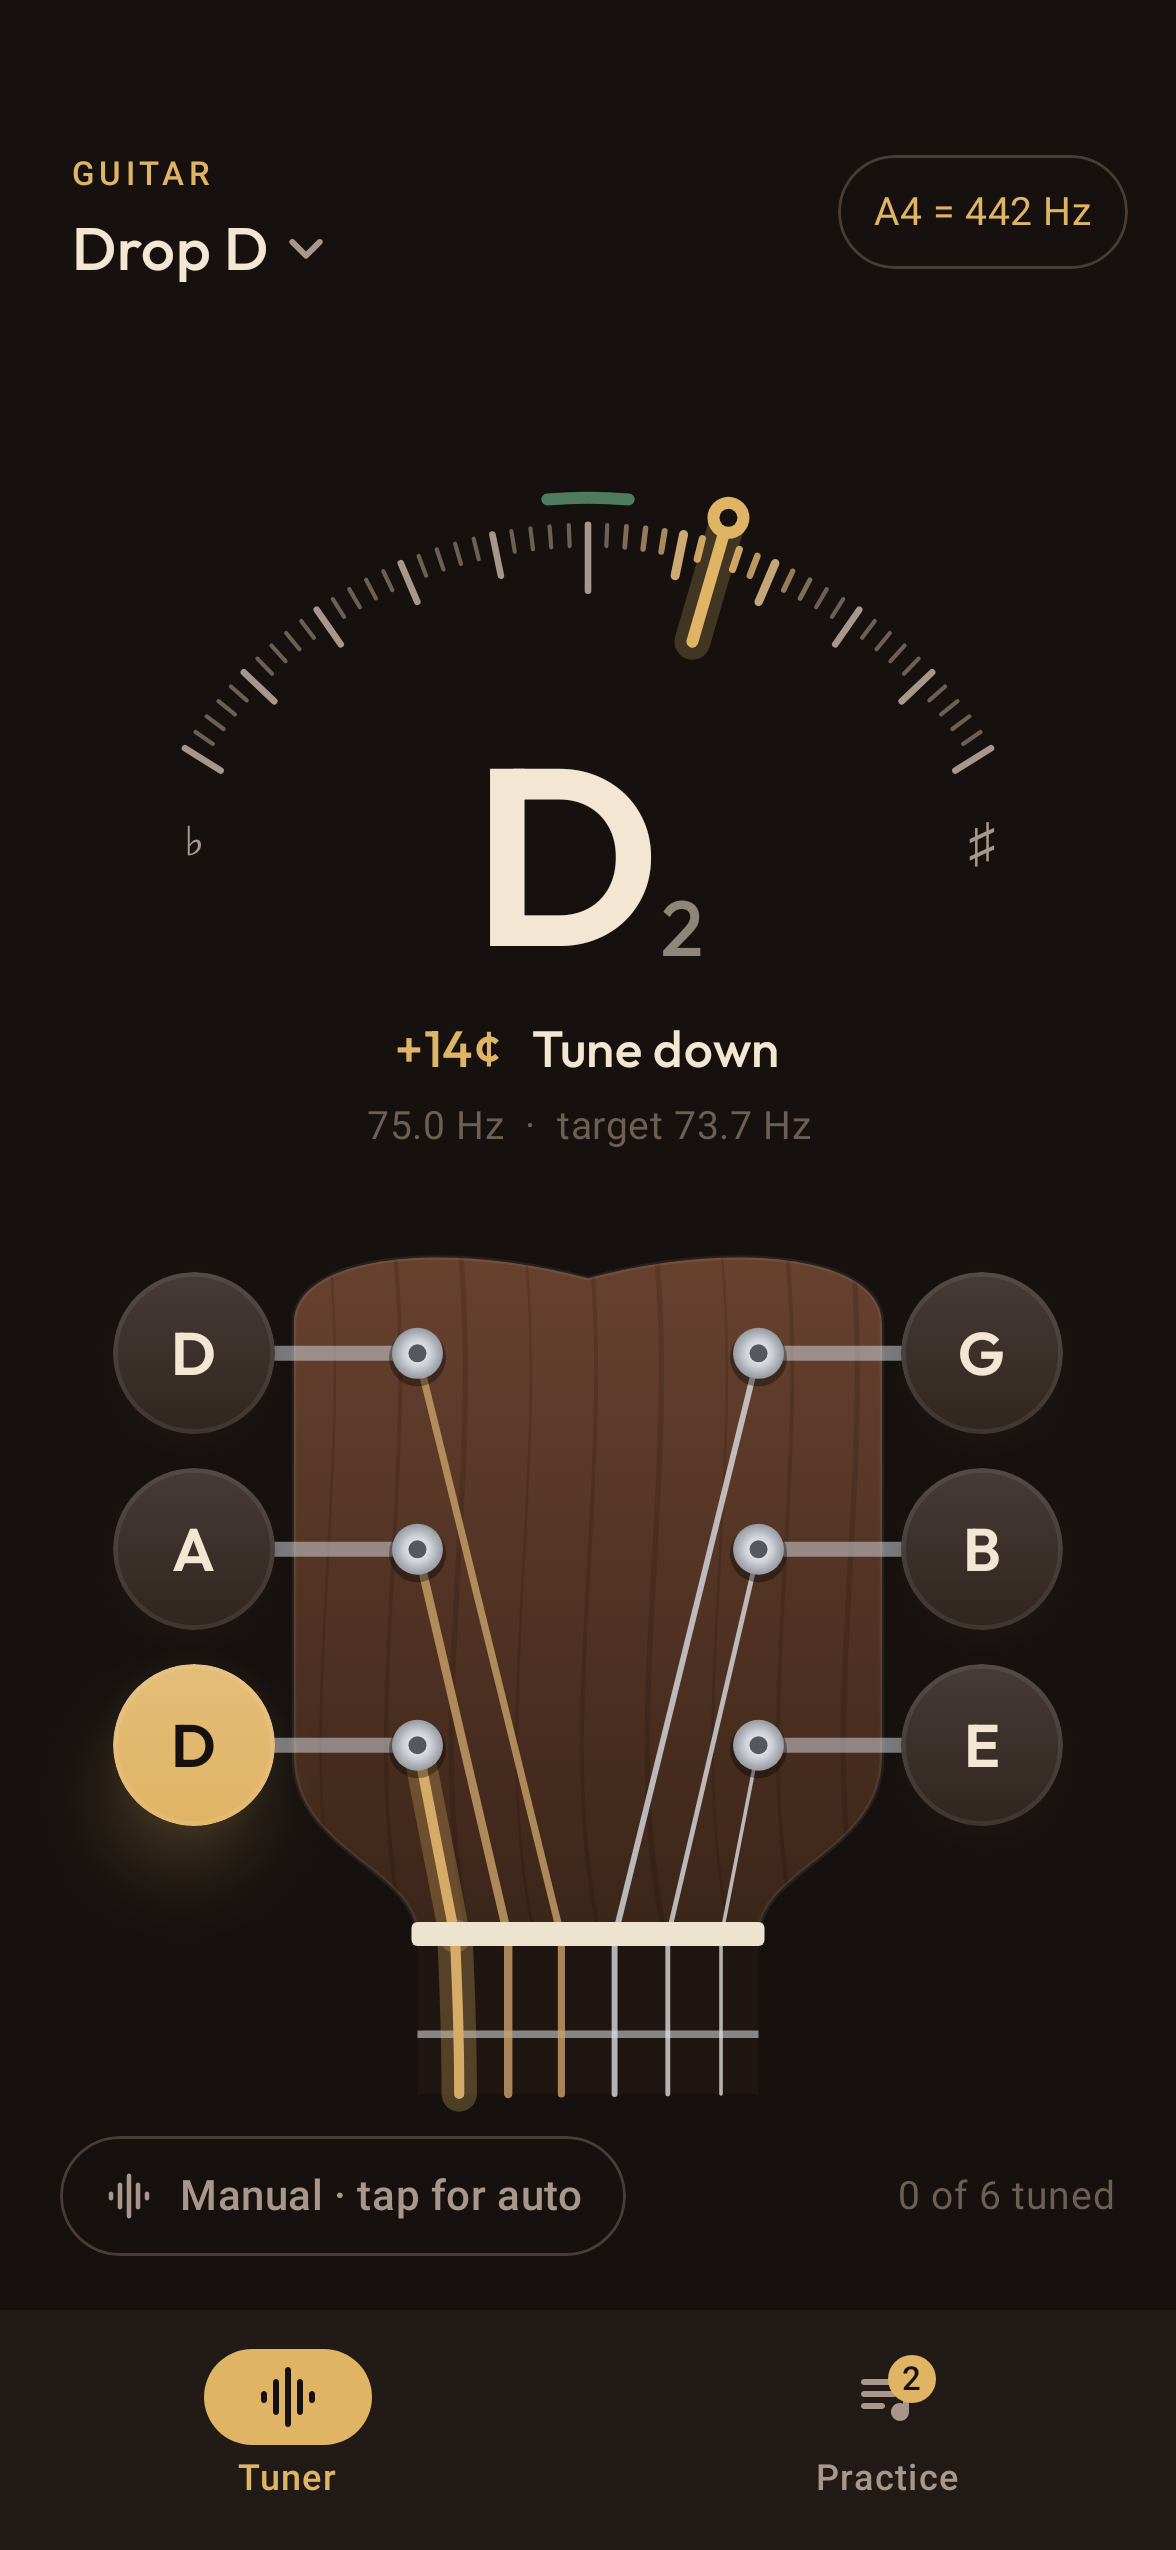 GUITAR
Drop D
A4 = 442 Hz
♭
♯
D2
+14¢ Tune down
75.0 Hz · target 73.7 Hz
D
G
A
B
D
E
Manual · tap for auto
0 of 6 tuned
2
Tuner
Practice